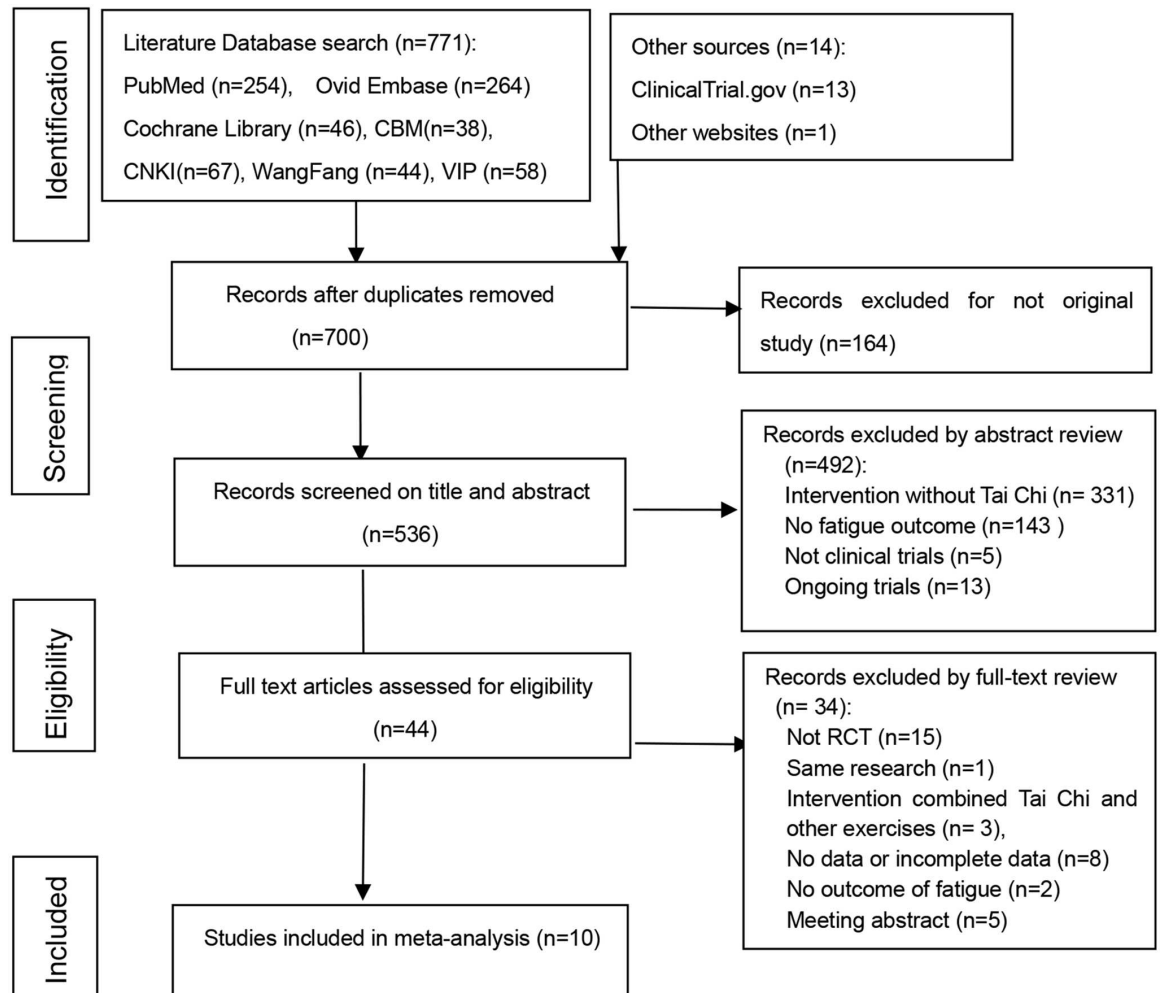 Identification
Literature Database search (n=771):
PubMed (n=254), Ovid Embase (n=264)
Cochrane Library (n=46), CBM(n=38),
CNKI(n=67), WangFang (n=44), VIP (n=58)
Other sources (n=14):
ClinicalTrial.gov (n=13)
Other websites (n=1)
Records after duplicates removed
(n=700)
Records excluded for not original
study (n=164)
Screening
Records screened on title and abstract
(n=536)
Records excluded by abstract review
(n=492):
Intervention without Tai Chi (n= 331)
No fatigue outcome (n=143 )
Not clinical trials (n=5)
Ongoing trials (n=13)
Eligibility
Full text articles assessed for eligibility
(n=44)
Records excluded by full-text review
(n= 34):
Not RCT (n=15)
Same research (n=1)
Intervention combined Tai Chi and
other exercises (n= 3),
No data or incomplete data (n=8)
No outcome of fatigue (n=2)
Meeting abstract (n=5)
Included
Studies included in meta-analysis (n=10)